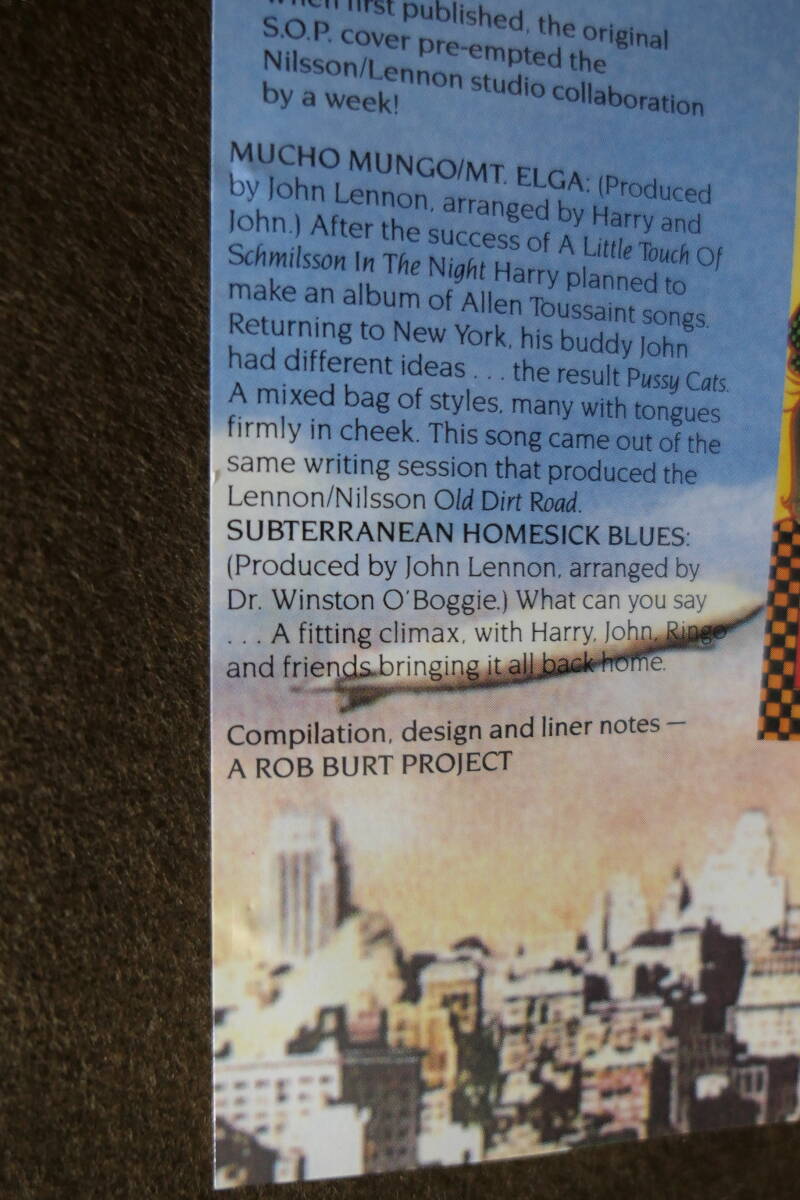 When first published, the original
S.O.P. cover pre-empted the
Nilsson/Lennon studio collaboration
by a week!
MUCHO MUNGO/MT. ELGA: (Produced
by John Lennon, arranged by Harry and
John.) After the success of A Little Touch Of
Schmilsson In The Night Harry planned to
make an album of Allen Toussaint songs.
Returning to New York, his buddy John
had different ideas . . . the result Pussy Cats.
A mixed bag of styles, many with tongues
firmly in cheek. This song came out of the
same writing session that produced the
Lennon/Nilsson Old Dirt Road.
SUBTERRANEAN HOMESICK BLUES:
(Produced by John Lennon, arranged by
Dr. Winston O'Boggie.) What can you say
. . . A fitting climax, with Harry, John, Ringo
and friends bringing it all back home.
Compilation, design and liner notes —
A ROB BURT PROJECT